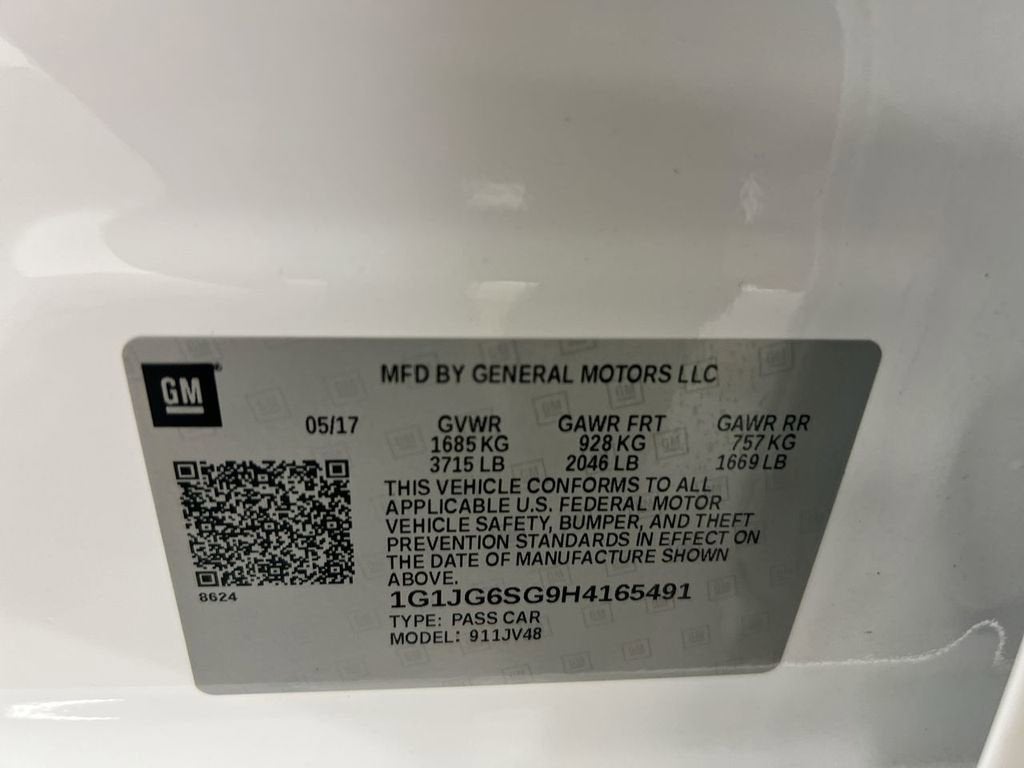 GM
MFD BY GENERAL MOTORS LLC
05/17 GVWR GAWR FRT GAWR RR
1685 KG 928 KG 757 KG
3715 LB 2046 LB 1669 LB
THIS VEHICLE CONFORMS TO ALL
APPLICABLE U.S. FEDERAL MOTOR
VEHICLE SAFETY, BUMPER, AND THEFT
PREVENTION STANDARDS IN EFFECT ON
THE DATE OF MANUFACTURE SHOWN
ABOVE.
8624
1G1JG6SG9H4165491
TYPE: PASS CAR
MODEL: 911JV48